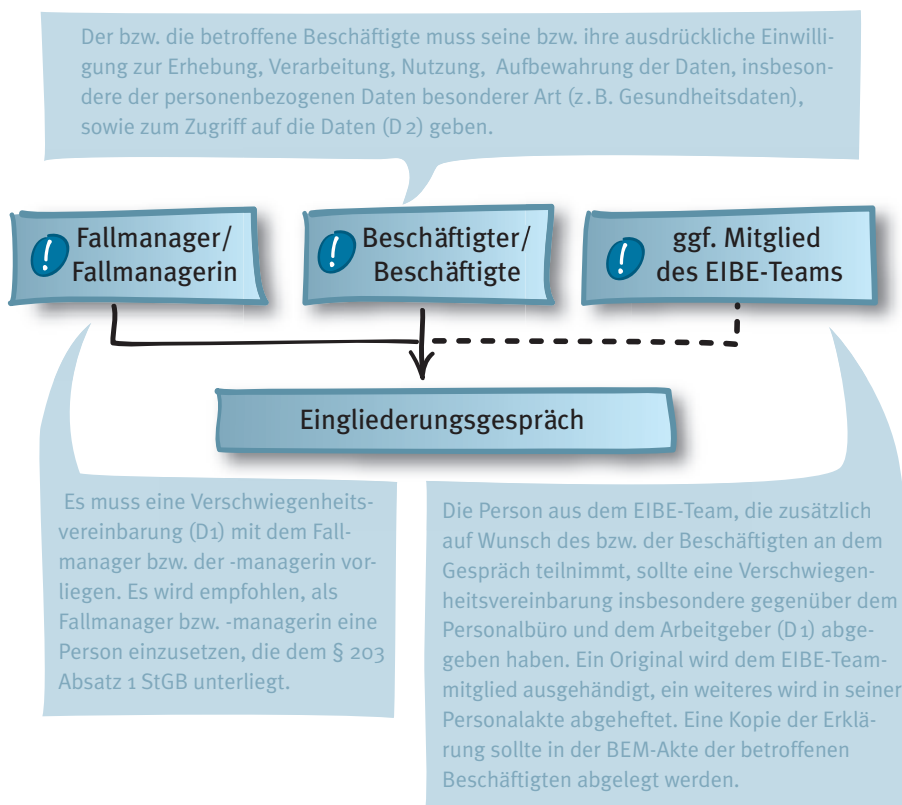 Der bzw. die betroffene Beschäftigte muss seine bzw. ihre ausdrückliche Einwilli-
gung zur Erhebung, Verarbeitung, Nutzung, Aufbewahrung der Daten, insbeson-
dere der personenbezogenen Daten besonderer Art (z. B. Gesundheitsdaten),
sowie zum Zugriff auf die Daten (D 2) geben.
! Fallmanager/
Fallmanagerin
! Beschäftigter/
Beschäftigte
! ggf. Mitglied
des EIBE-Teams
Eingliederungsgespräch
Es muss eine Verschwiegenheits-
vereinbarung (D1) mit dem Fall-
manager bzw. der -managerin vor-
liegen. Es wird empfohlen, als
Fallmanager bzw. -managerin eine
Person einzusetzen, die dem § 203
Absatz 1 StGB unterliegt.
Die Person aus dem EIBE-Team, die zusätzlich
auf Wunsch des bzw. der Beschäftigten an dem
Gespräch teilnimmt, sollte eine Verschwiegen-
heitsvereinbarung insbesondere gegenüber dem
Personalbüro und dem Arbeitgeber (D1) abge-
geben haben. Ein Original wird dem EIBE-Team-
mitglied ausgehändigt, ein weiteres wird in seiner
Personalakte abgeheftet. Eine Kopie der Erklä-
rung sollte in der BEM-Akte der betroffenen
Beschäftigten abgelegt werden.